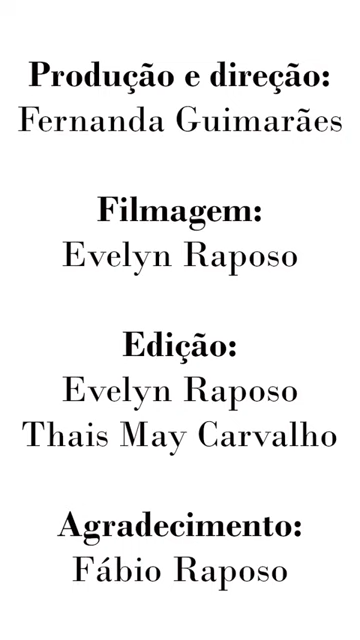 Produção e direção:
Fernanda Guimarães
Filmagem:
Evelyn Raposo
Edição:
Evelyn Raposo
Thais May Carvalho
Agradecimento:
Fábio Raposo